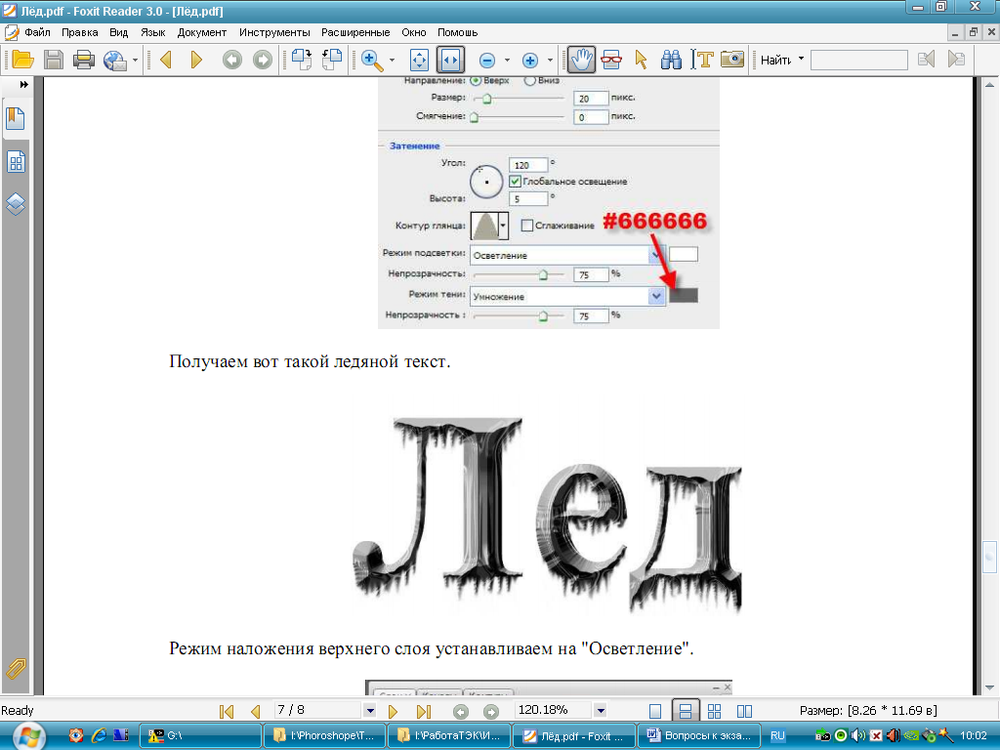 Лёд.pdf - Foxit Reader 3.0 - [Лёд.pdf]
Файл Правка Вид Язык Документ Инструменты Расширенные Окно Помощь
Найти
Направление: Вверх Вниз
Размер: 20 пикс.
Смягчение: 0 пикс.
Затенение
Угол: 120 °
Глобальное освещение
Высота: 5 °
Контур глянца: Сглаживание #666666
Режим подсветки: Осветление
Непрозрачность: 75 %
Режим тени: Умножение
Непрозрачность : 75 %
Получаем вот такой ледяной текст.
Лед
Режим наложения верхнего слоя устанавливаем на "Осветление".
Ready 7 / 8 120.18% Размер: [8.26 * 11.69 в]
G:\ I:\Phoroshope\T... I:\РаботаТЭК\И... Лёд.pdf - Foxit ... Вопросы к экза... RU 10:02